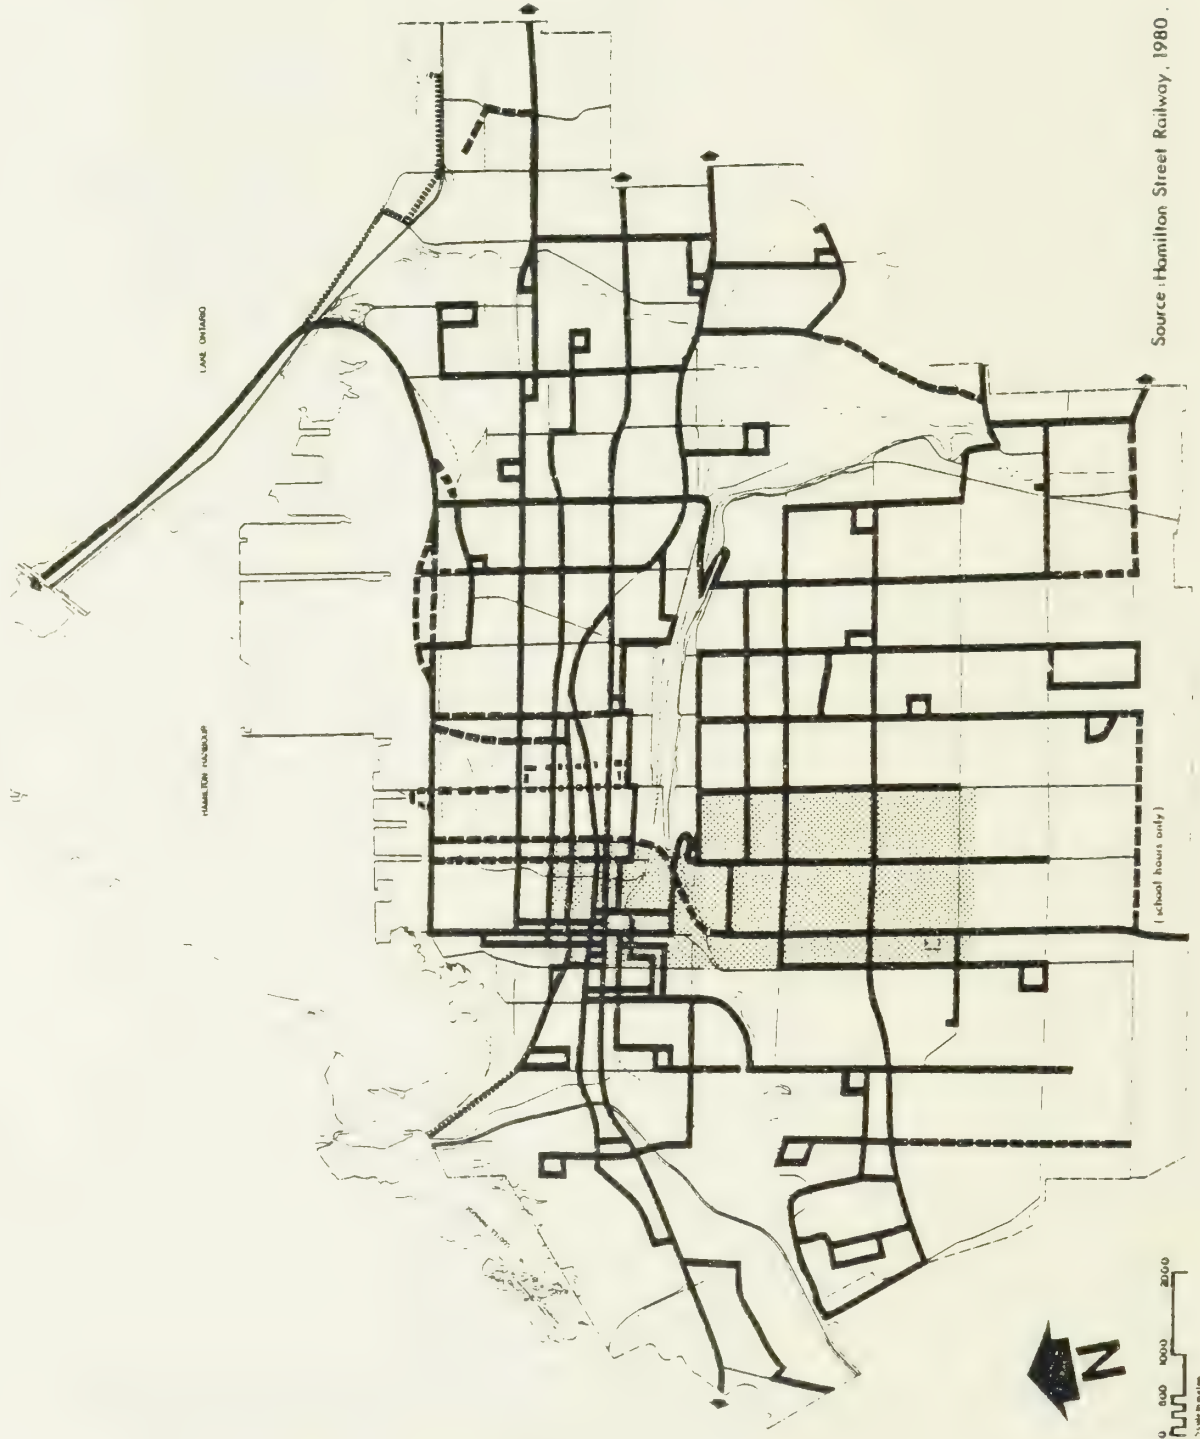 LAKE ONTARIO
HAMILTON HARBOUR
(school hours only)
N
0 500 1000 2000
Source: Hamilton Street Railway, 1980.